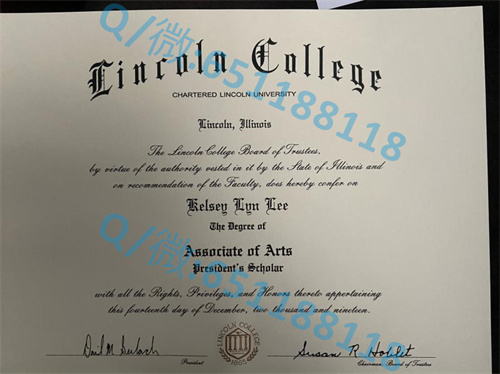 Lincoln College
CHARTERED LINCOLN UNIVERSITY
Lincoln, Illinois
The Lincoln College Board of Trustees,
by virtue of the authority vested in it by the State of Illinois and
on recommendation of the Faculty, does hereby confer on
Kelsey Lyn Lee
The Degree of
Associate of Arts
President's Scholar
with all the Rights, Privileges, and Honors thereto appertaining
this fourteenth day of December, two thousand and nineteen.
LINCOLN COLLEGE
1865
President
Susan R Hoblit
Chairman, Board of Trustees
Q/微:651188118
Q/微:651188118